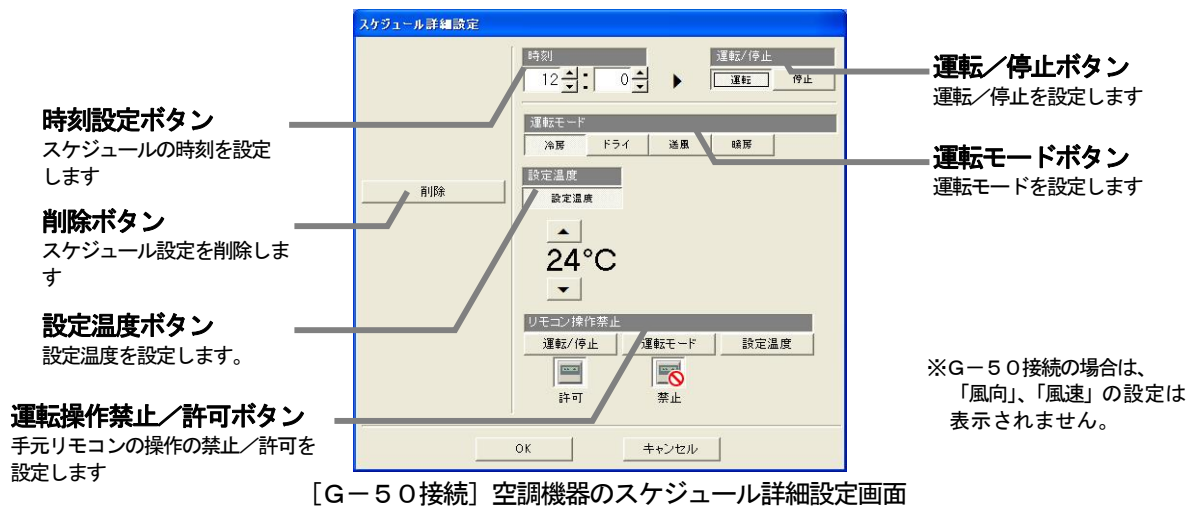 スケジュール詳細設定
時刻
12 : 0
運転/停止
運転 停止
運転モード
冷房 ドライ 送風 暖房
設定温度
設定温度
24°C
削除
リモコン操作禁止
運転/停止 運転モード 設定温度
許可 禁止
OK キャンセル
時刻設定ボタン
スケジュールの時刻を設定
します
削除ボタン
スケジュール設定を削除しま
す
設定温度ボタン
設定温度を設定します。
運転操作禁止／許可ボタン
手元リモコンの操作の禁止／許可を
設定します
運転／停止ボタン
運転／停止を設定します
運転モードボタン
運転モードを設定します
※Ｇ－５０接続の場合は、
「風向」、「風速」の設定は
表示されません。
［Ｇ－５０接続］空調機器のスケジュール詳細設定画面